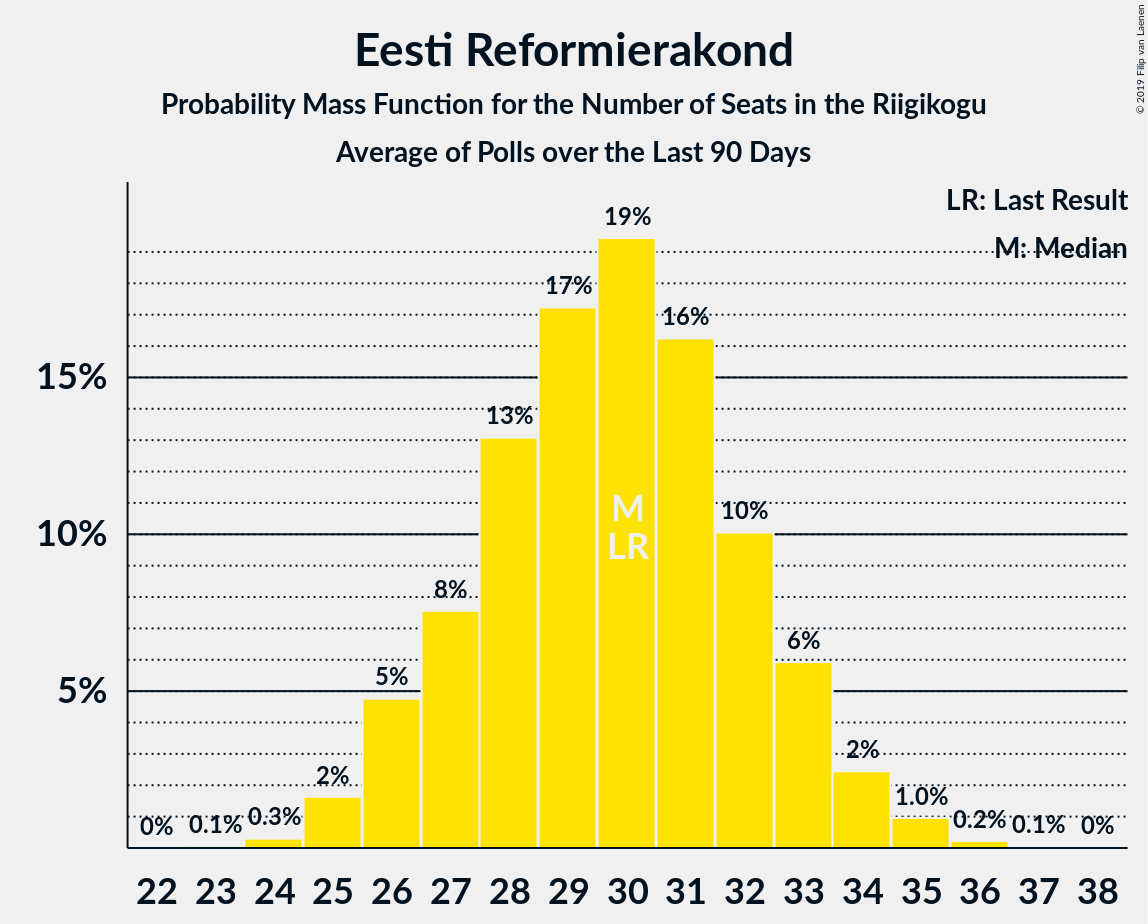 Eesti Reformierakond
Probability Mass Function for the Number of Seats in the Riigikogu
Average of Polls over the Last 90 Days
© 2019 Filip van Laenen
LR: Last Result
M: Median
19%
17%
16%
15%
13%
M
10%
10%
LR
8%
6%
5%
5%
2%
2%
1.0%
0% 0.1% 0.3% 0.2% 0.1% 0%
22 23 24 25 26 27 28 29 30 31 32 33 34 35 36 37 38